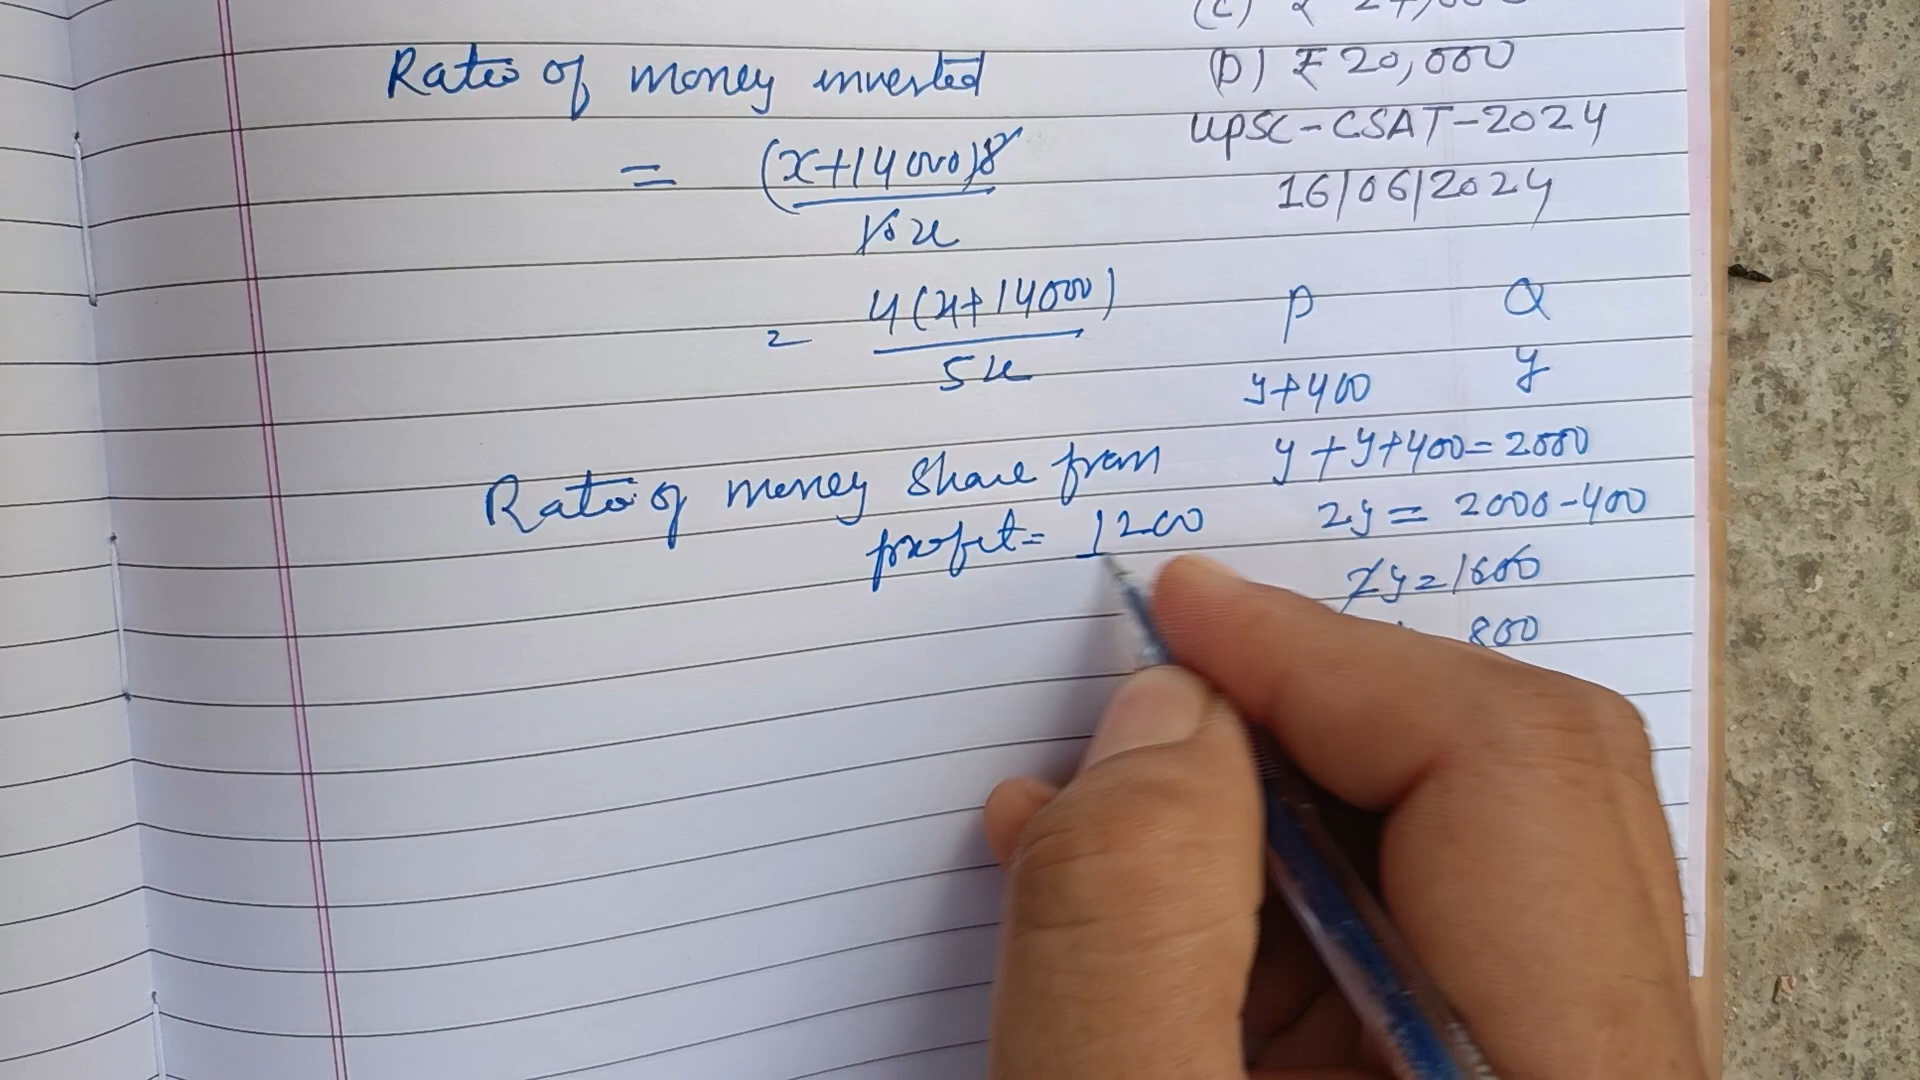 (D) ₹ 20,000
UPSC-CSAT-2024
16/06/2024
Ratio of money invested
= (x+14000)8
10x
= 4(x+14000)
5x
P Q
y+400 y
y+y+400=2000
2y= 2000-400
2y=1600
800
Ratio of money Share from
profit= 1200